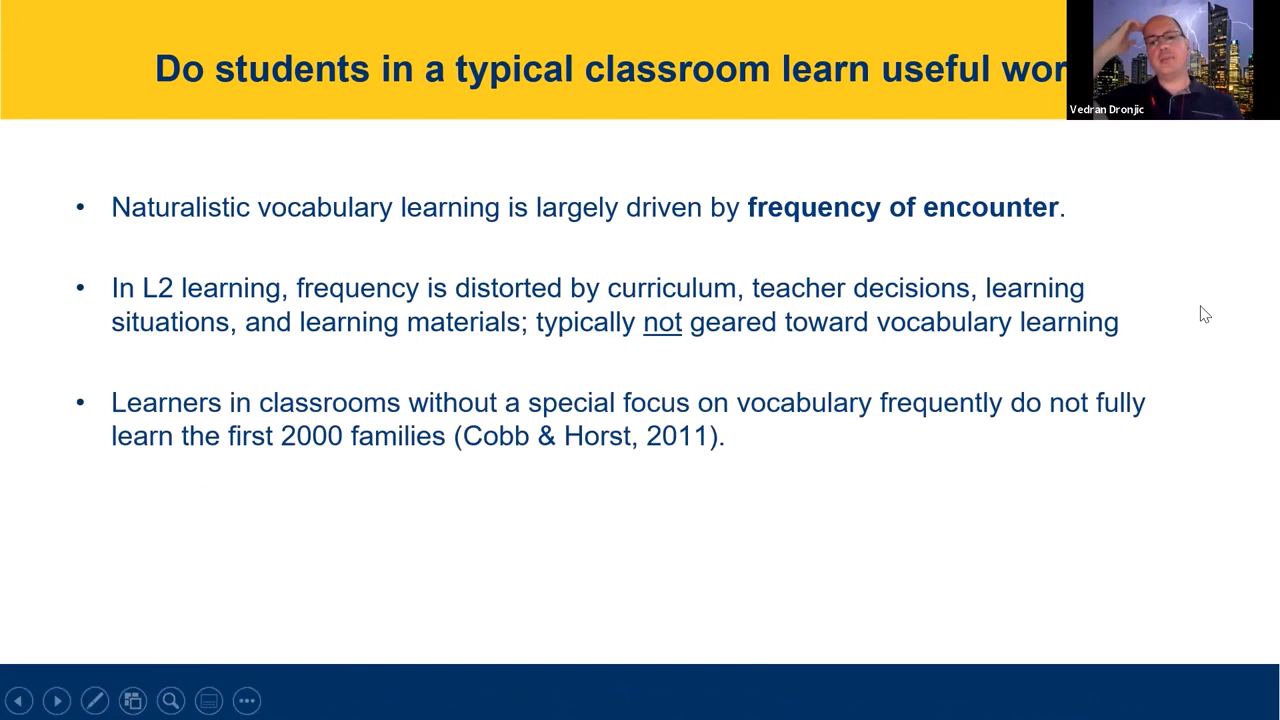 Do students in a typical classroom learn useful wor
Vedran Dronjic
• Naturalistic vocabulary learning is largely driven by frequency of encounter.
• In L2 learning, frequency is distorted by curriculum, teacher decisions, learning
situations, and learning materials; typically not geared toward vocabulary learning
• Learners in classrooms without a special focus on vocabulary frequently do not fully
learn the first 2000 families (Cobb & Horst, 2011).